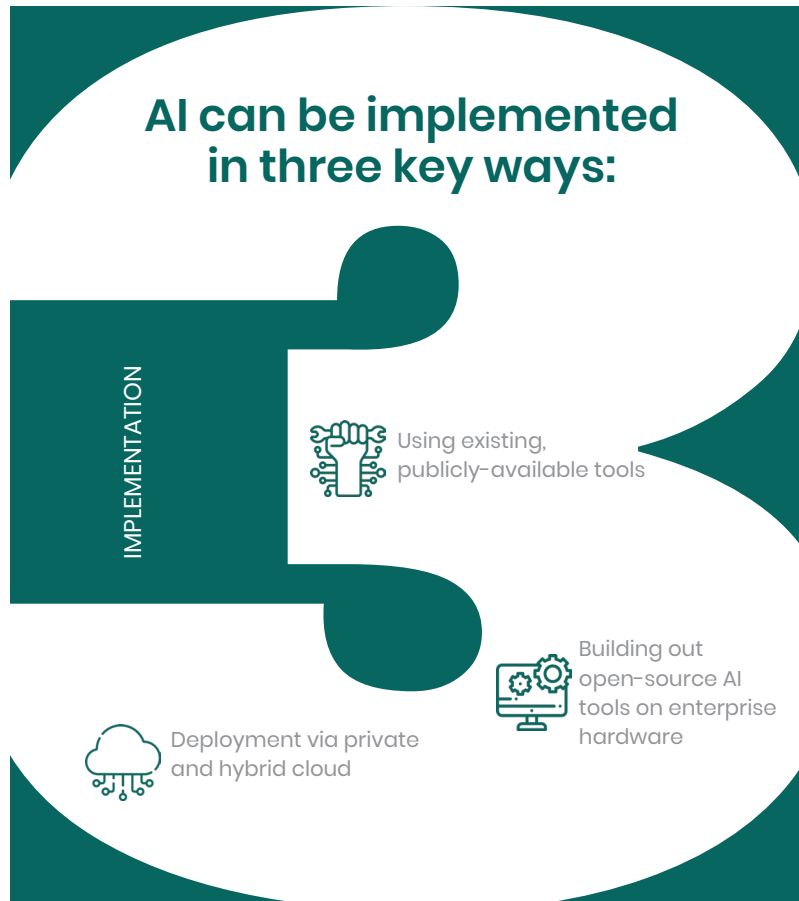 AI can be implemented
in three key ways:
IMPLEMENTATION
Using existing,
publicly-available tools
Building out
open-source AI
tools on enterprise
hardware
Deployment via private
and hybrid cloud